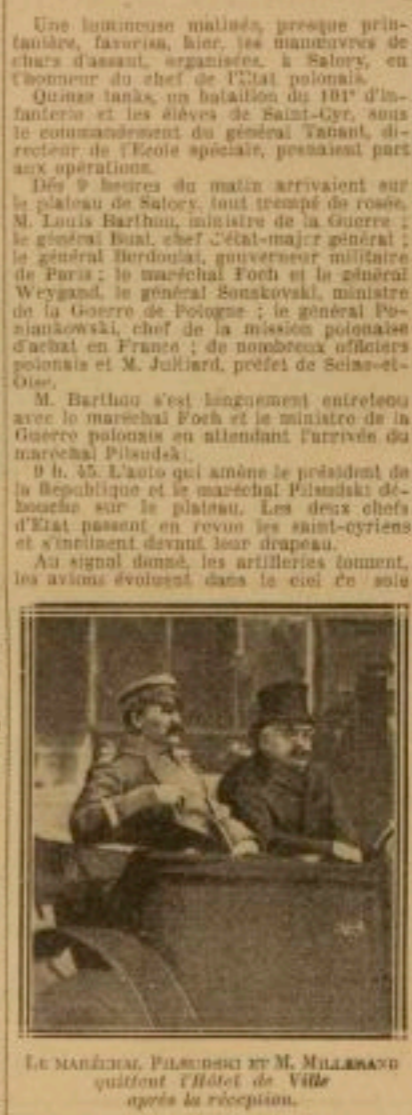 Une lumineuse matinée, presque prin-
tanière, favorisa, hier, les manœuvres de
chars d'assaut, organisées, à Satory, en
l'honneur du chef de l'Etat polonais.
Quinze tanks, un bataillon du 101e d'in-
fanterie et les élèves de Saint-Cyr, sous
le commandement du général Tanant, di-
recteur de l'Ecole spéciale, prenaient part
aux opérations.
Dès 9 heures du matin arrivaient sur
le plateau de Satory, tout trempé de rosée,
M. Louis Barthou, ministre de la Guerre ;
le général Buat, chef d'état-major général ;
le général Berdoulat, gouverneur militaire
de Paris ; le maréchal Foch et le général
Weygand, le général Sosnkovski, ministre
de la Guerre de Pologne ; le général Po-
niankowski, chef de la mission polonaise
d'achat en France ; de nombreux officiers
polonais et M. Juillard, préfet de Seine-et-
Oise.
M. Barthou s'est longuement entretenu
avec le maréchal Foch et le ministre de la
Guerre polonais en attendant l'arrivée du
maréchal Pilsudski.
9 h. 45. L'auto qui amène le président de
la République et le maréchal Pilsudski dé-
bouche sur le plateau. Les deux chefs
d'Etat passent en revue les saint-cyriens
et s'inclinent devant leur drapeau.
Au signal donné, les artilleries tonnent,
les avions évoluent dans le ciel de soie
LE MARÉCHAL PILSUDSKI ET M. MILLERAND
quittent l'Hôtel de Ville
après la réception.